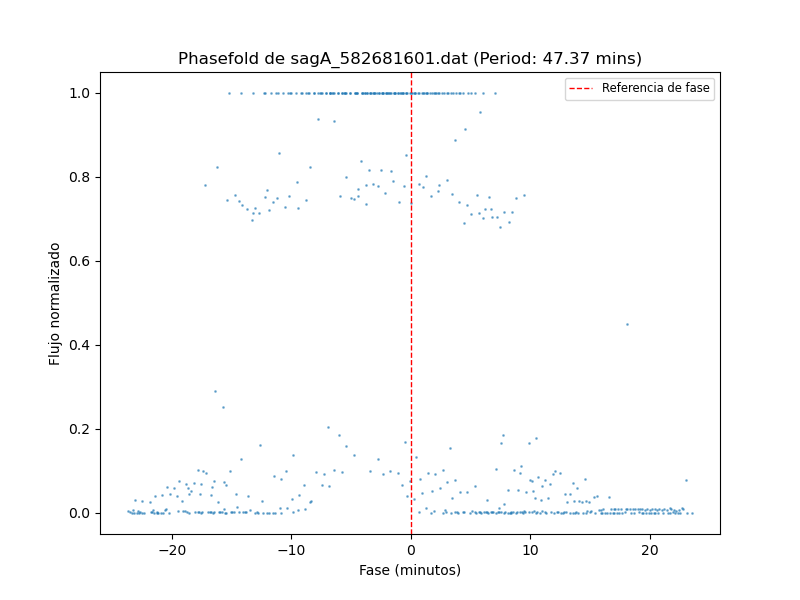 Phasefold de sagA_582681601.dat (Period: 47.37 mins)
Referencia de fase
Flujo normalizado
1.0
0.8
0.6
0.4
0.2
0.0
−20
−10
0
10
20
Fase (minutos)